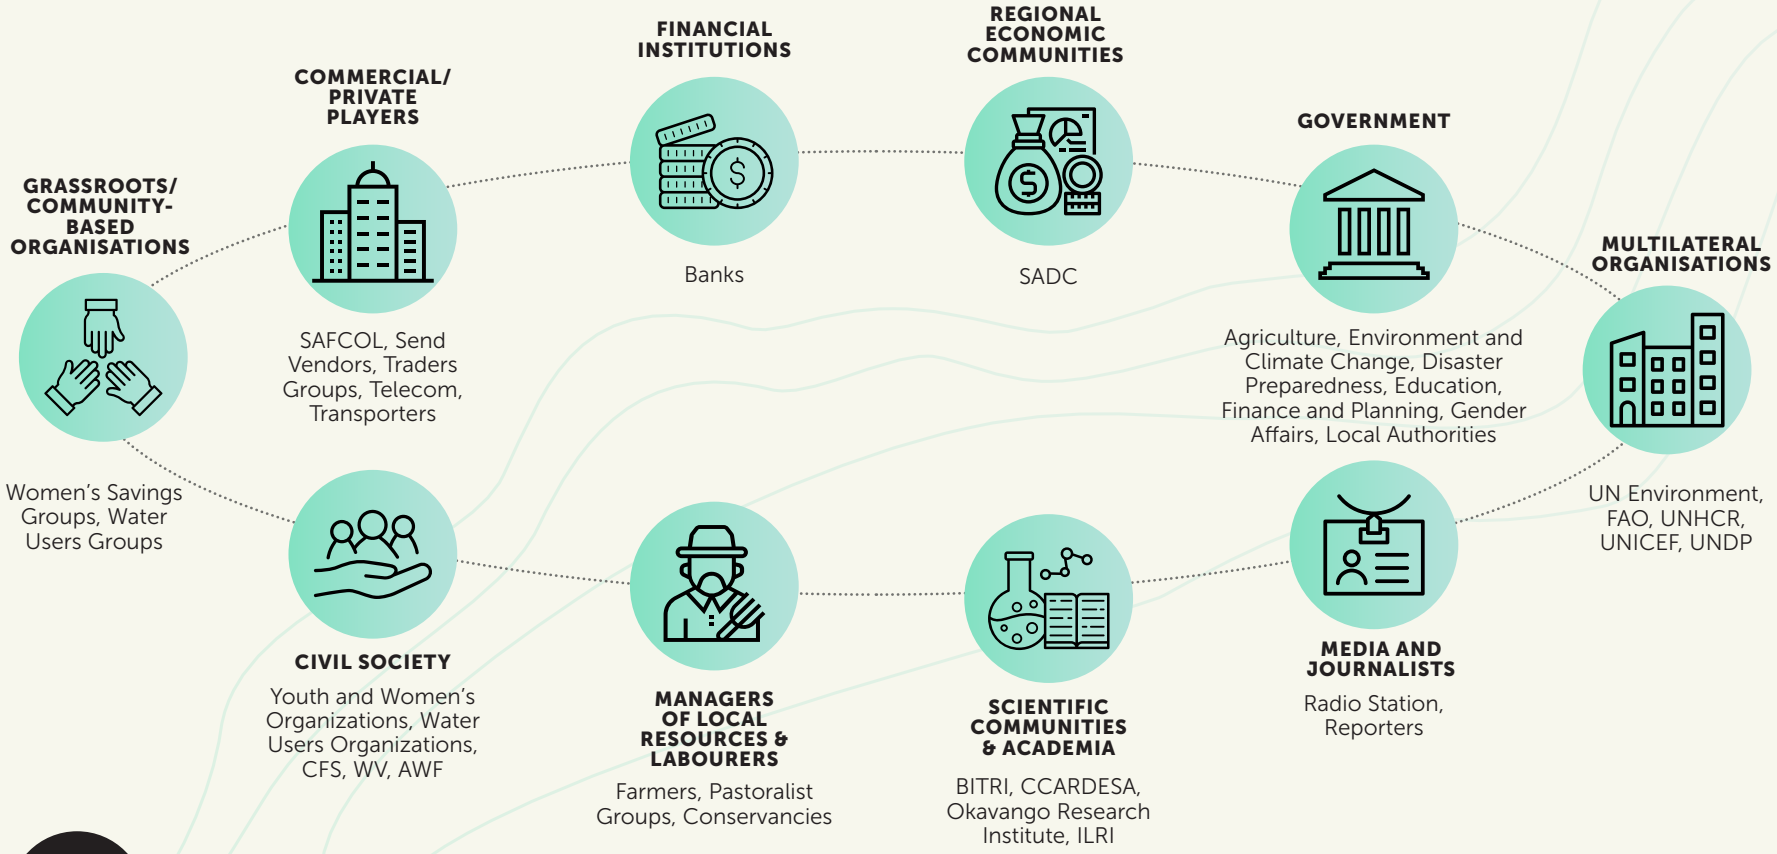 GRASSROOTS/
COMMUNITY-
BASED
ORGANISATIONS
Women's Savings
Groups, Water
Users Groups
COMMERCIAL/
PRIVATE
PLAYERS
SAFCOL, Send
Vendors, Traders
Groups, Telecom,
Transporters
FINANCIAL
INSTITUTIONS
Banks
REGIONAL
ECONOMIC
COMMUNITIES
SADC
GOVERNMENT
Agriculture, Environment and
Climate Change, Disaster
Preparedness, Education,
Finance and Planning, Gender
Affairs, Local Authorities
MULTILATERAL
ORGANISATIONS
UN Environment,
FAO, UNHCR,
UNICEF, UNDP
CIVIL SOCIETY
Youth and Women's
Organizations, Water
Users Organizations,
CFS, WV, AWF
MANAGERS
OF LOCAL
RESOURCES &
LABOURERS
Farmers, Pastoralist
Groups, Conservancies
SCIENTIFIC
COMMUNITIES
& ACADEMIA
BITRI, CCARDESA,
Okavango Research
Institute, ILRI
MEDIA AND
JOURNALISTS
Radio Station,
Reporters